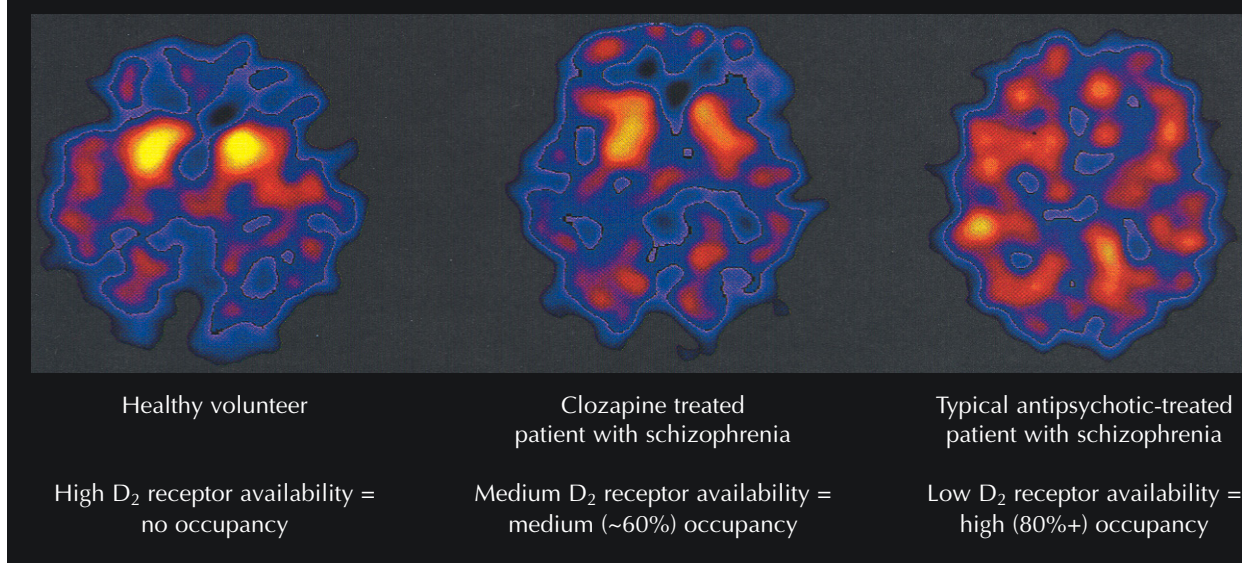 Healthy volunteer
Clozapine treated
patient with schizophrenia
Typical antipsychotic-treated
patient with schizophrenia
High D₂ receptor availability =
no occupancy
Medium D₂ receptor availability =
medium (~60%) occupancy
Low D₂ receptor availability =
high (80%+) occupancy